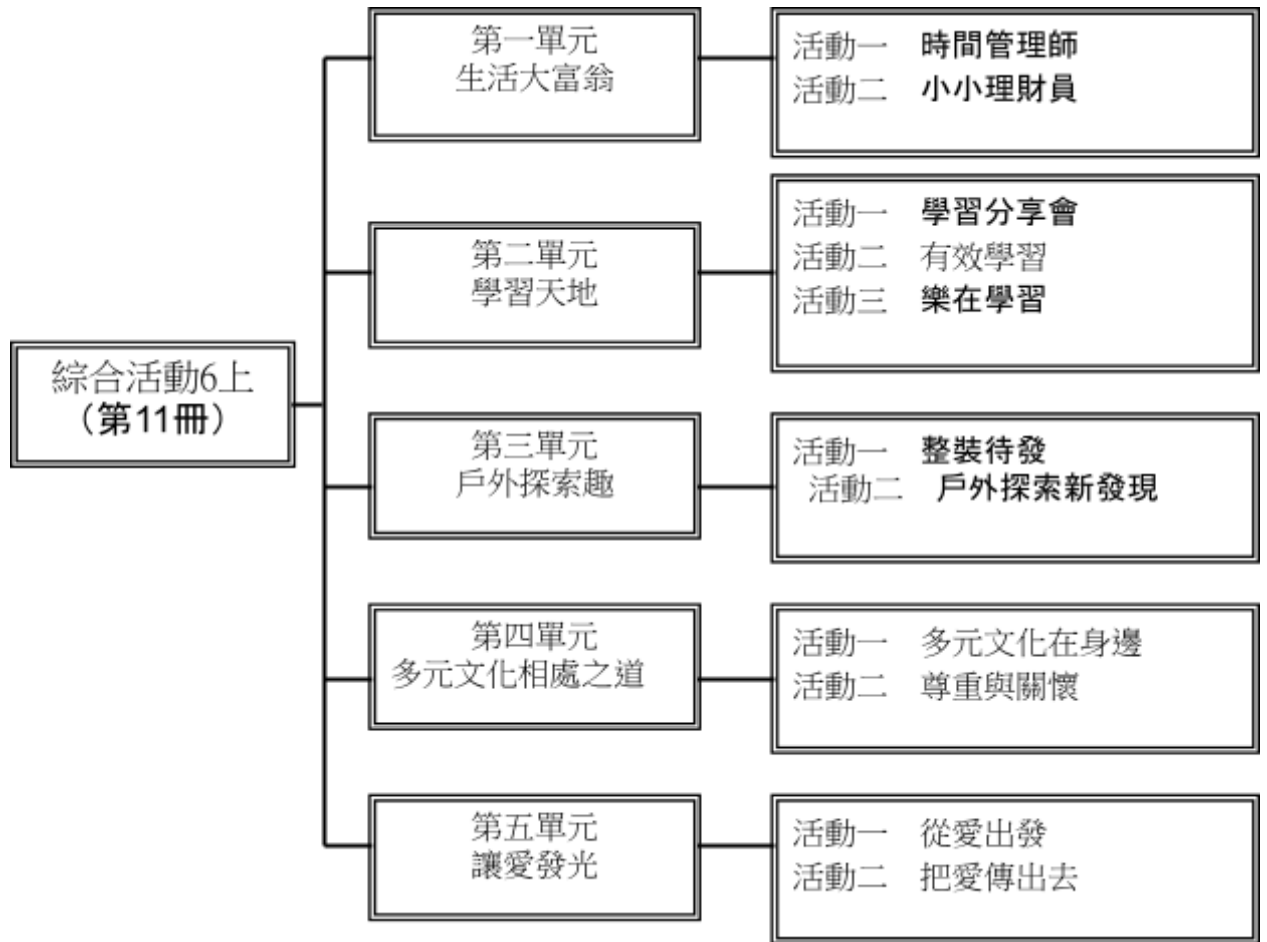 綜合活動6上
（第11冊）
第一單元
生活大富翁
活動一　時間管理師
活動二　小小理財員
第二單元
學習天地
活動一　學習分享會
活動二　有效學習
活動三　樂在學習
第三單元
戶外探索趣
活動一　整裝待發
活動二　戶外探索新發現
第四單元
多元文化相處之道
活動一　多元文化在身邊
活動二　尊重與關懷
第五單元
讓愛發光
活動一　從愛出發
活動二　把愛傳出去